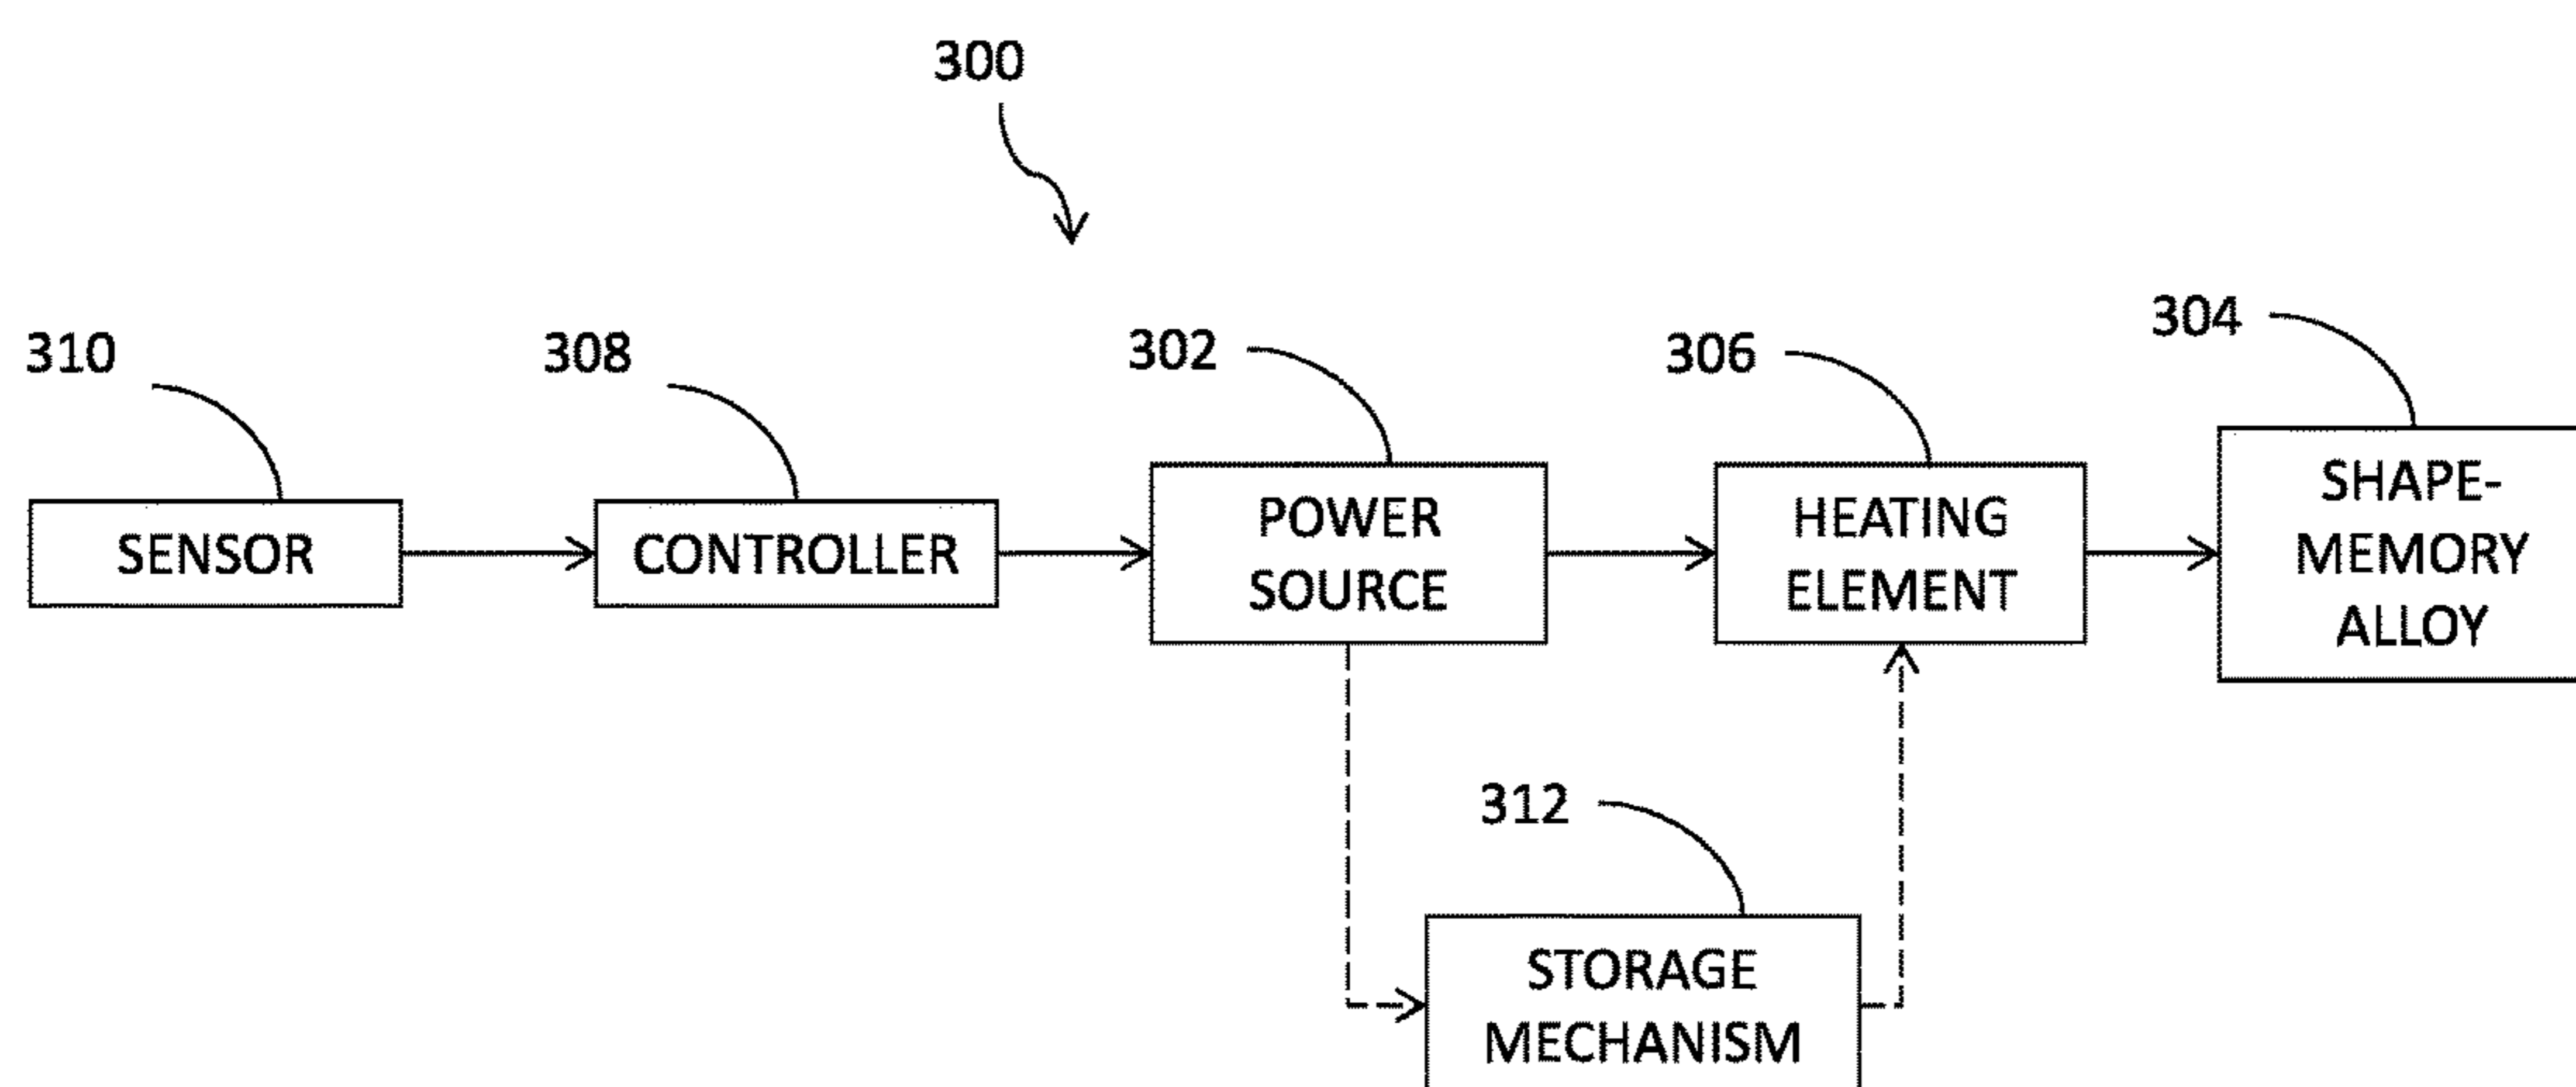 300
310
308
302
306
304
SENSOR
CONTROLLER
POWER
SOURCE
HEATING
ELEMENT
SHAPE-
MEMORY
ALLOY
312
STORAGE
MECHANISM